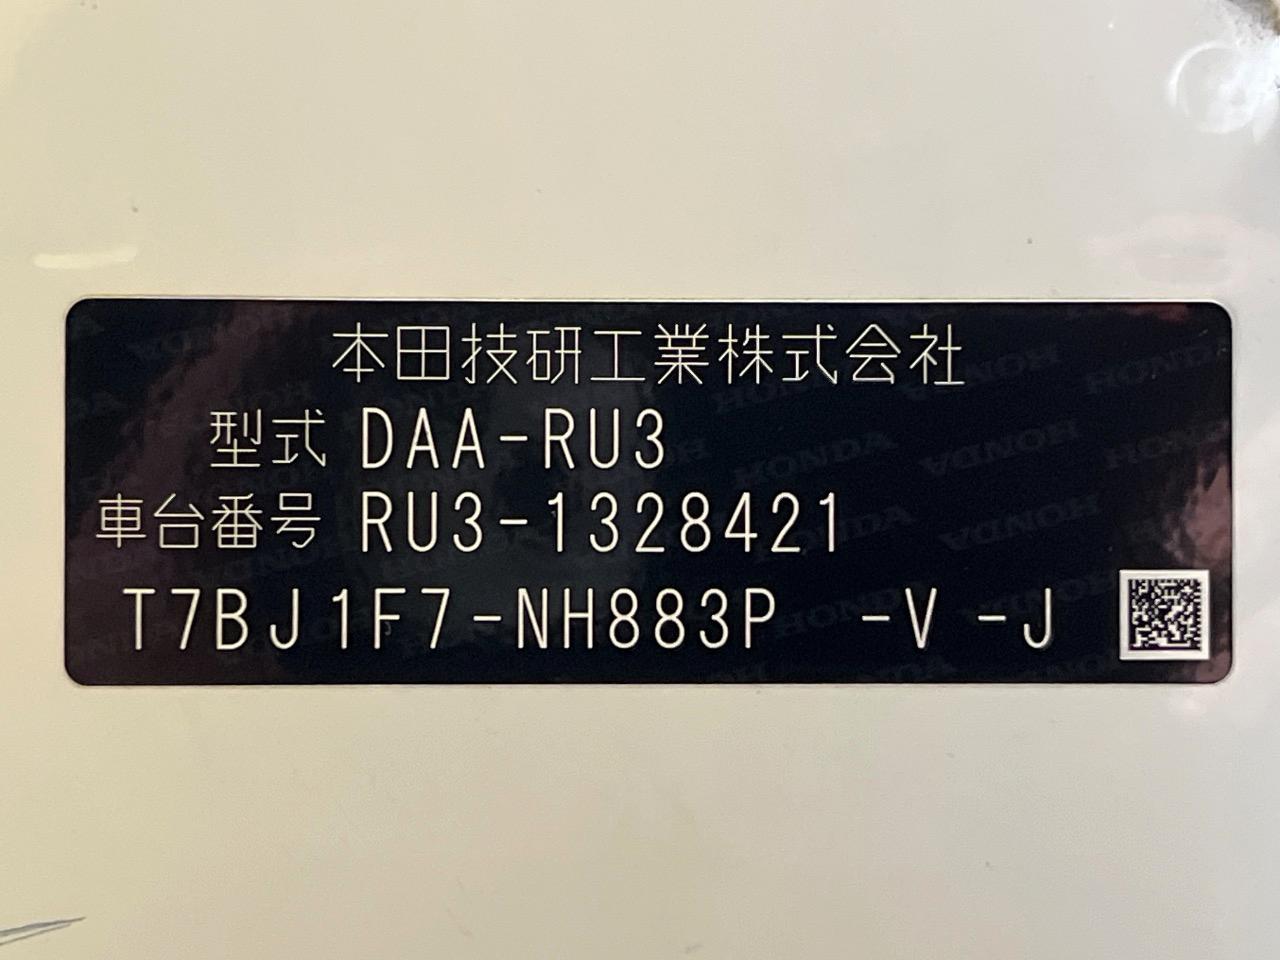 本田技研工業株式会社
型式 DAA-RU3
車台番号 RU3-1328421
T7BJ1F7-NH883P -V -J